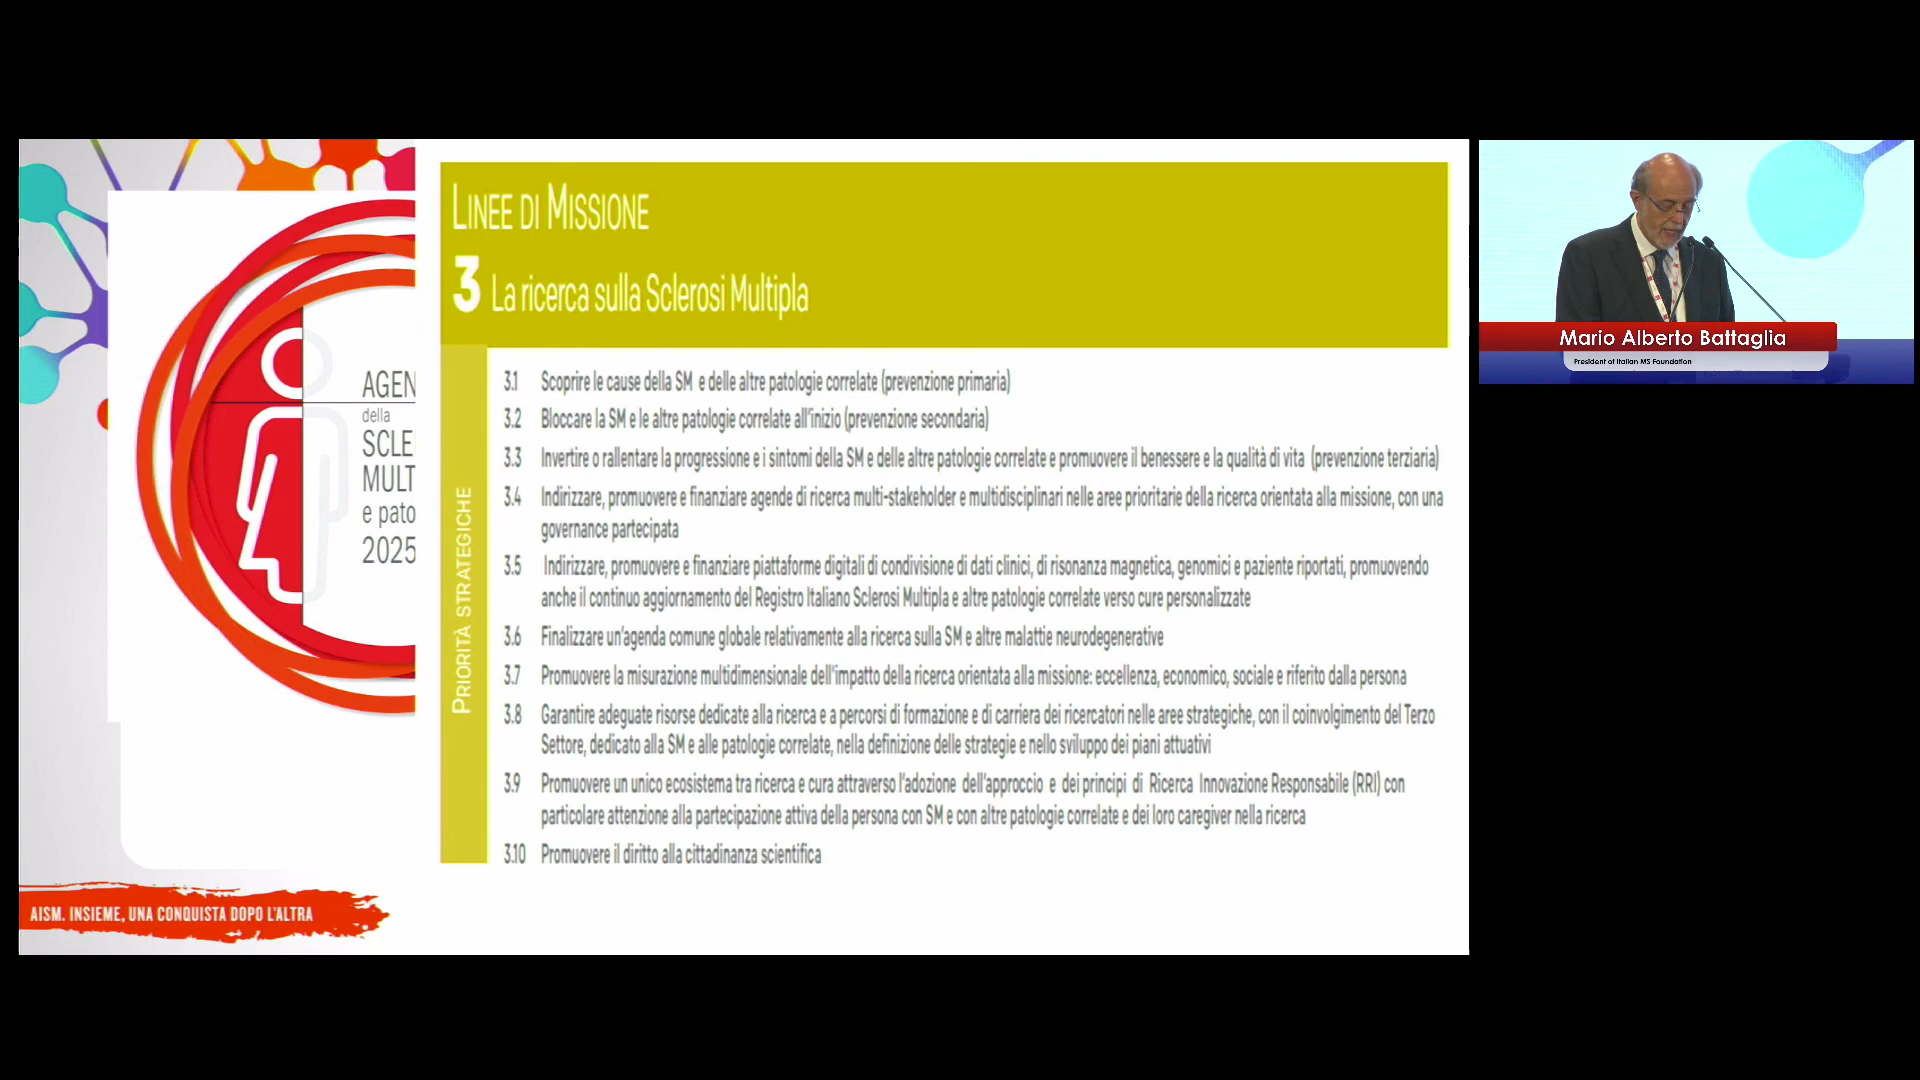 LINEE DI MISSIONE
3 La ricerca sulla Sclerosi Multipla
PRIORITÀ STRATEGICHE
3.1 Scoprire le cause della SM e delle altre patologie correlate (prevenzione primaria)
3.2 Bloccare la SM e le altre patologie correlate all'inizio (prevenzione secondaria)
3.3 Invertire o rallentare la progressione e i sintomi della SM e delle altre patologie correlate e promuovere il benessere e la qualità di vita (prevenzione terziaria)
3.4 Indirizzare, promuovere e finanziare agende di ricerca multi-stakeholder e multidisciplinari nelle aree prioritarie della ricerca orientata alla missione, con una
governance partecipata
3.5 Indirizzare, promuovere e finanziare piattaforme digitali di condivisione di dati clinici, di risonanza magnetica, genomici e paziente riportati, promuovendo
anche il continuo aggiornamento del Registro Italiano Sclerosi Multipla e altre patologie correlate verso cure personalizzate
3.6 Finalizzare un'agenda comune globale relativamente alla ricerca sulla SM e altre malattie neurodegenerative
3.7 Promuovere la misurazione multidimensionale dell'impatto della ricerca orientata alla missione: eccellenza, economico, sociale e riferito dalla persona
3.8 Garantire adeguate risorse dedicate alla ricerca e a percorsi di formazione e di carriera dei ricercatori nelle aree strategiche, con il coinvolgimento del Terzo
Settore, dedicato alla SM e alle patologie correlate, nella definizione delle strategie e nello sviluppo dei piani attuativi
3.9 Promuovere un unico ecosistema tra ricerca e cura attraverso l'adozione dell'approccio e dei principi di Ricerca Innovazione Responsabile (RRI) con
particolare attenzione alla partecipazione attiva della persona con SM e con altre patologie correlate e dei loro caregiver nella ricerca
3.10 Promuovere il diritto alla cittadinanza scientifica
AGEN
della
SCLE
MULT
e pato
2025
AISM. INSIEME, UNA CONQUISTA DOPO L'ALTRA
Mario Alberto Battaglia
President of Italian MS Foundation